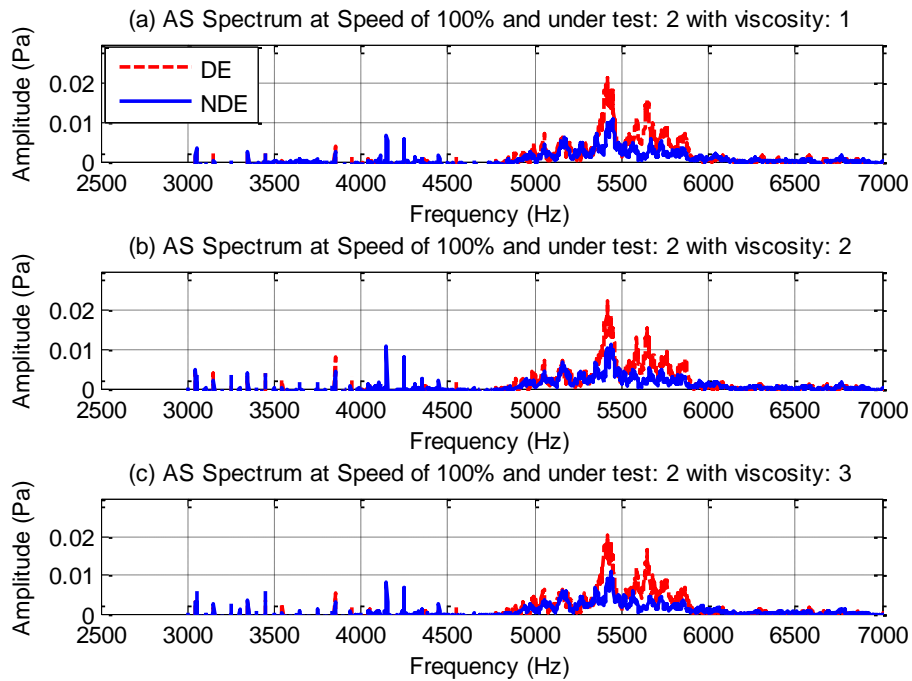 (a) AS Spectrum at Speed of 100% and under test: 2 with viscosity: 1
Amplitude (Pa)
0.02
0.01
0
DE
NDE
2500 3000 3500 4000 4500 5000 5500 6000 6500 7000
Frequency (Hz)
(b) AS Spectrum at Speed of 100% and under test: 2 with viscosity: 2
Amplitude (Pa)
0.02
0.01
0
2500 3000 3500 4000 4500 5000 5500 6000 6500 7000
Frequency (Hz)
(c) AS Spectrum at Speed of 100% and under test: 2 with viscosity: 3
Amplitude (Pa)
0.02
0.01
0
2500 3000 3500 4000 4500 5000 5500 6000 6500 7000
Frequency (Hz)